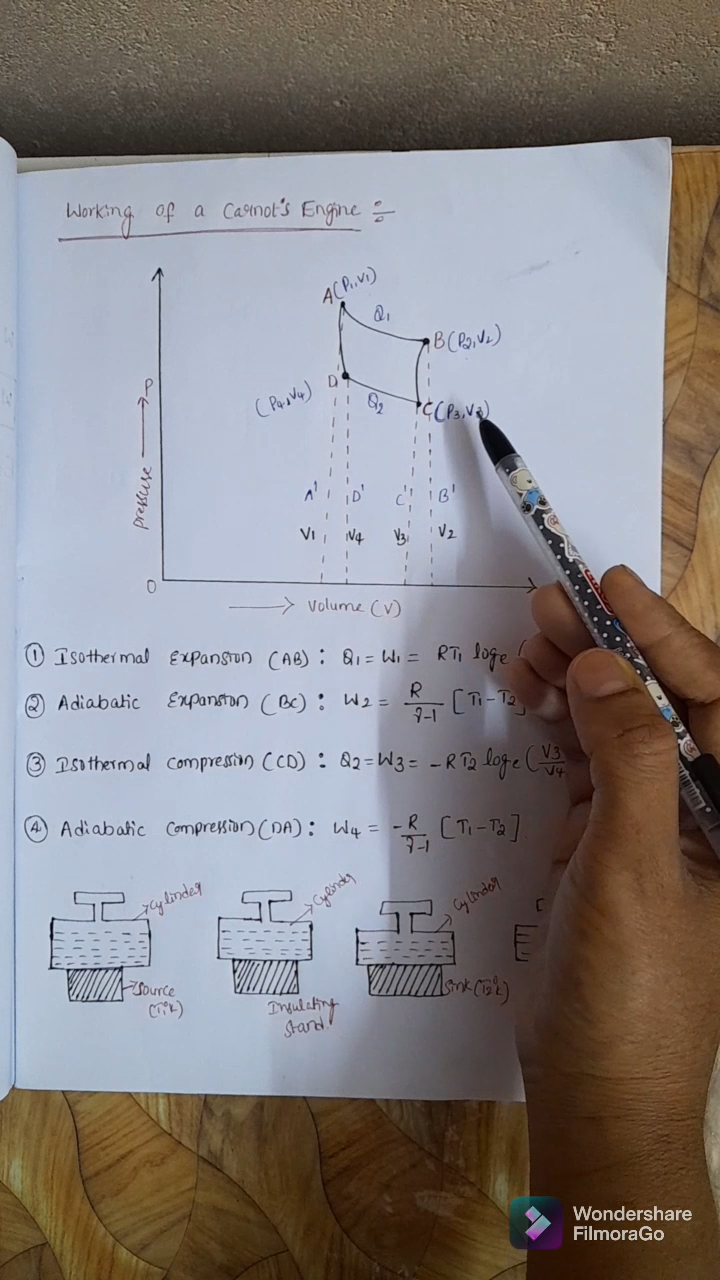 Working of a Carnot's Engine ÷
A(P1,V1)
Q1
B(P2,V2)
D
(P4,V4)
Q2
C(P3,V3)
Pressure → P
A' D' C' B'
V1 V4 V3 V2
O
→ Volume (V)
① Isothermal Expansion (AB) : Q1 = W1 = RT1 loge (
② Adiabatic Expansion (BC) : W2 = R/γ-1 [T1-T2]
③ Isothermal compression (CD) : Q2 = W3 = -RT2 loge (V3/V4
④ Adiabatic Compression (DA) : W4 = -R/γ-1 [T1-T2]
Cylinder
Cylinder
Cylinder
Source
(T1°k)
Insulating
Stand.
Sink (T2°k)
Wondershare
FilmoraGo